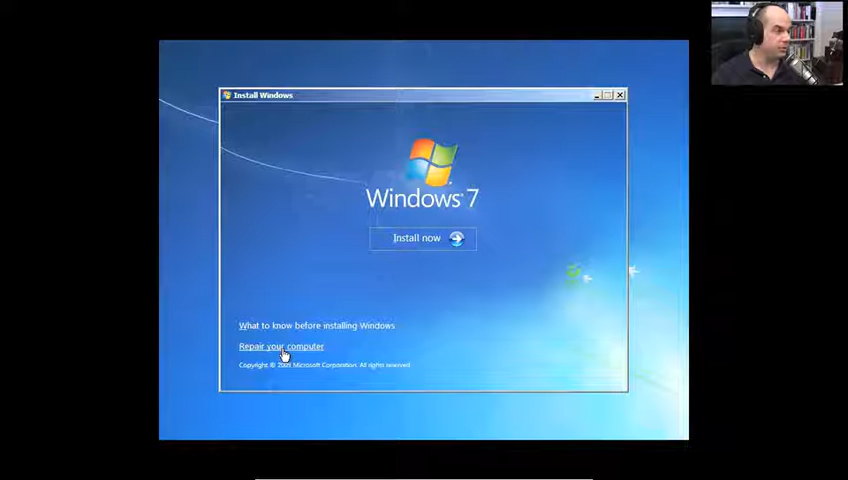 Install Windows
Windows 7
Install now
What to know before installing Windows
Repair your computer
Copyright © 2009 Microsoft Corporation. All rights reserved.